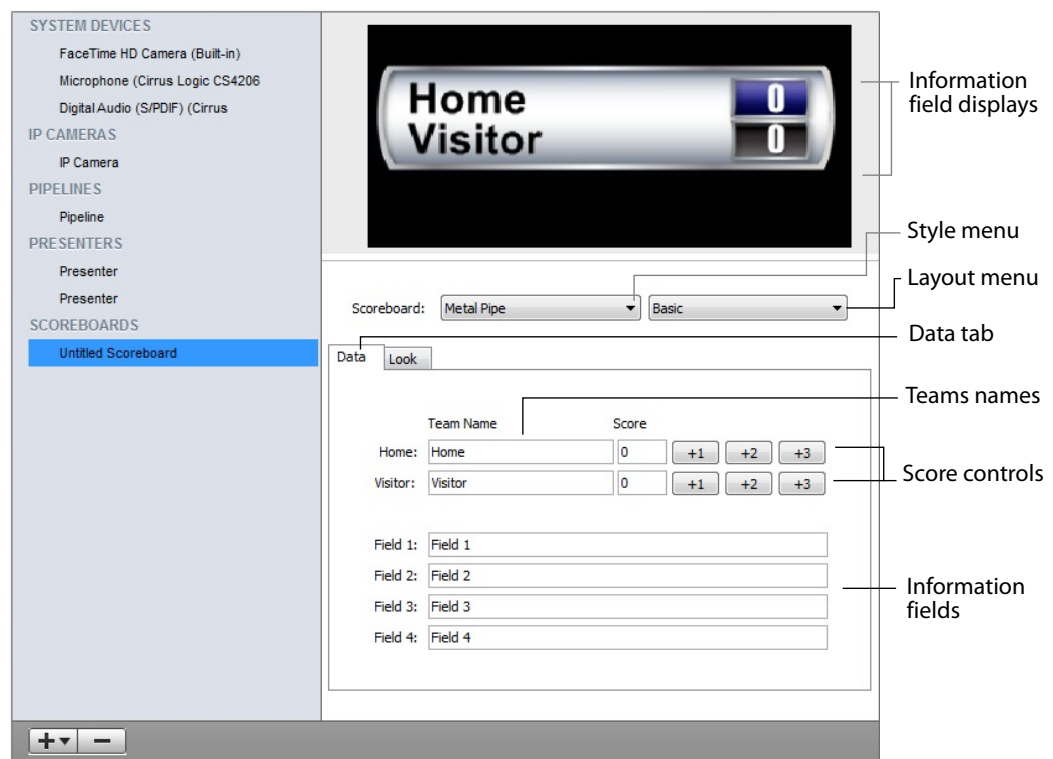 SYSTEM DEVICES
FaceTime HD Camera (Built-in)
Microphone (Cirrus Logic CS4206
Digital Audio (S/PDIF) (Cirrus
IP CAMERAS
IP Camera
PIPELINES
Pipeline
PRESENTERS
Presenter
Presenter
SCOREBOARDS
Untitled Scoreboard
Home 0
Visitor 0
Scoreboard: Metal Pipe Basic
Data Look
Team Name Score
Home: Home 0 +1 +2 +3
Visitor: Visitor 0 +1 +2 +3
Field 1: Field 1
Field 2: Field 2
Field 3: Field 3
Field 4: Field 4
Information
field displays
Style menu
Layout menu
Data tab
Teams names
Score controls
Information
fields